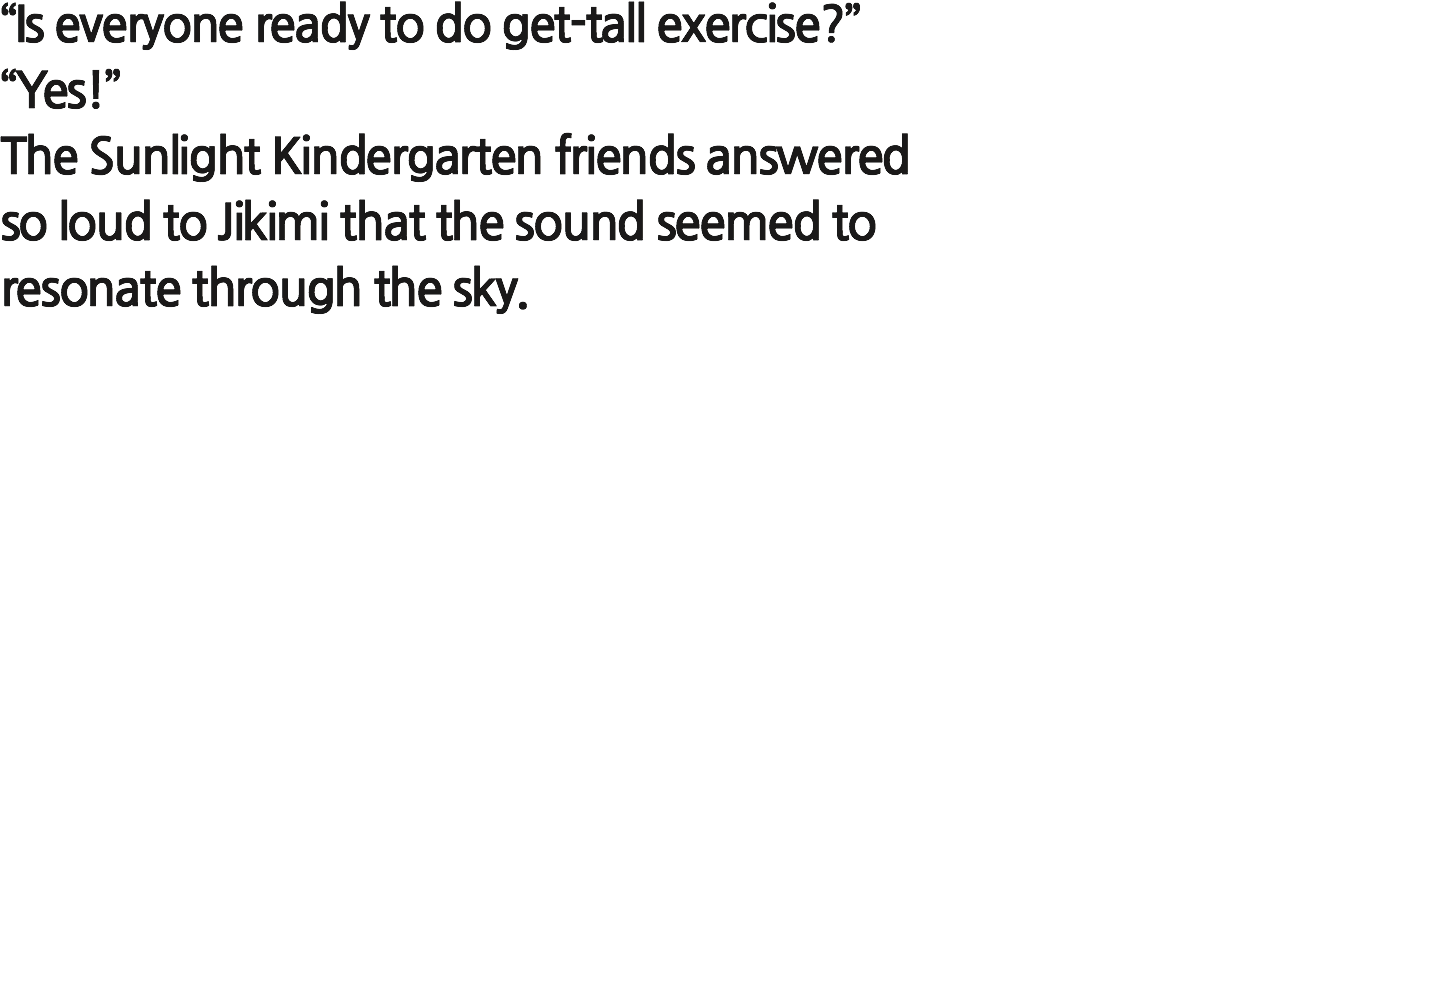 “Is everyone ready to do get-tall exercise?”
“Yes!”
The Sunlight Kindergarten friends answered
so loud to Jikimi that the sound seemed to
resonate through the sky.